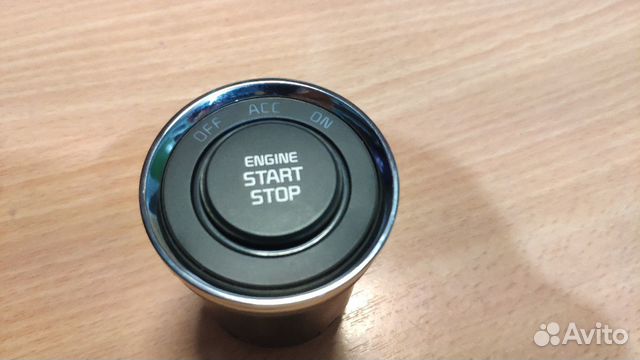 OFF ACC ON
ENGINE
START
STOP
Avito